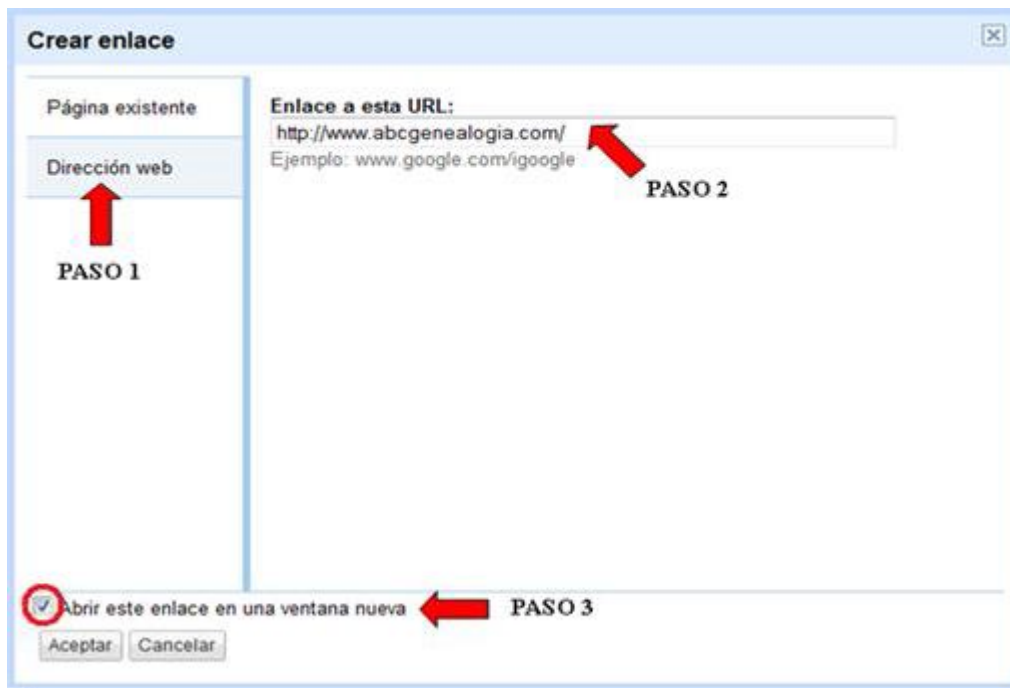 Crear enlace
Página existente
Dirección web
PASO 1
Enlace a esta URL:
http://www.abcgenealogia.com/
Ejemplo: www.google.com/igoogle
PASO 2
Abrir este enlace en una ventana nueva
PASO 3
Aceptar Cancelar